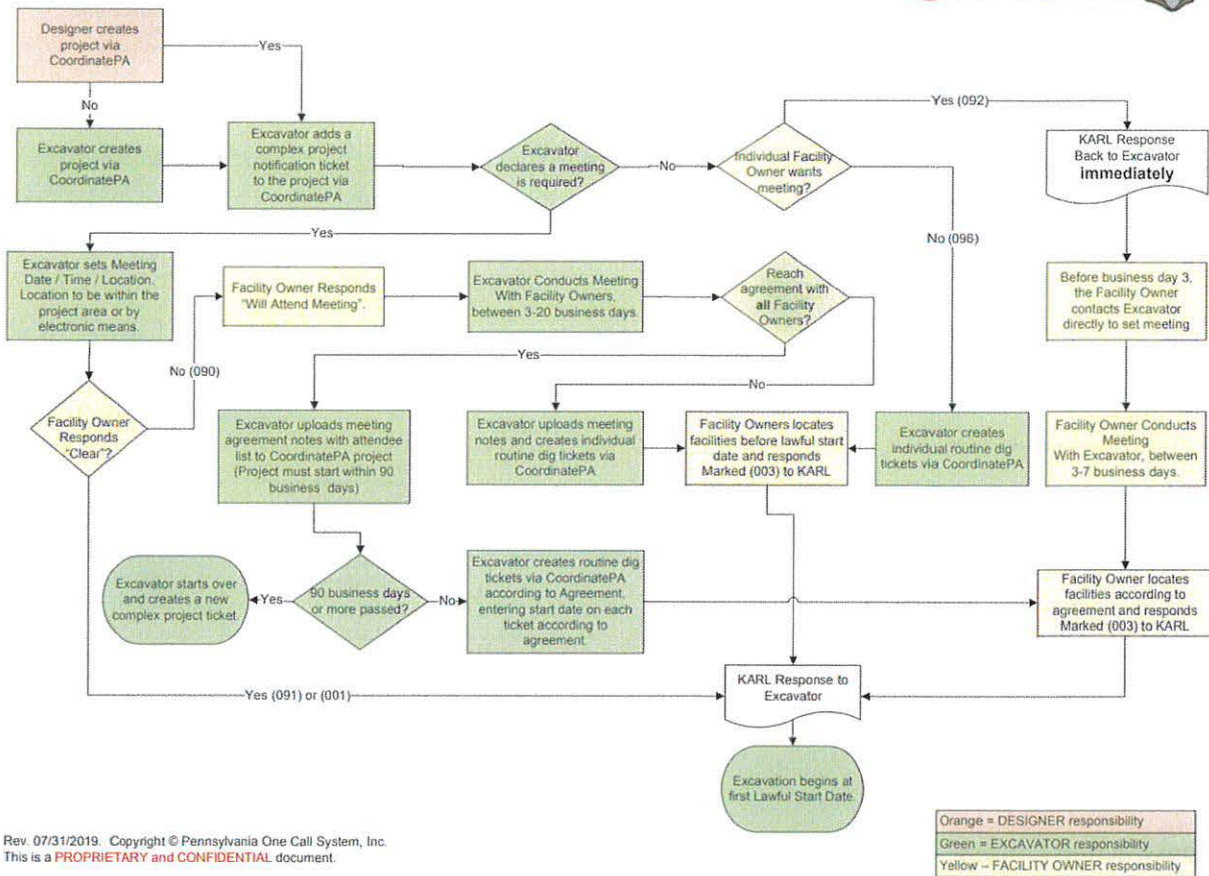 Designer creates
project via
CoordinatePA
Yes
No
Excavator creates
project via
CoordinatePA
Excavator adds a
complex project
notification ticket
to the project via
CoordinatePA
Excavator
declares a meeting
is required?
No
Individual Facility
Owner wants
meeting?
Yes (092)
KARL Response
Back to Excavator
immediately
Yes
No (096)
Excavator sets Meeting
Date / Time / Location.
Location to be within the
project area or by
electronic means.
Facility Owner Responds
"Will Attend Meeting".
Excavator Conducts Meeting
With Facility Owners,
between 3-20 business days.
Reach
agreement with
all Facility
Owners?
Before business day 3,
the Facility Owner
contacts Excavator
directly to set meeting
No (090)
Yes
No
Facility Owner
Responds
"Clear"?
Excavator uploads meeting
agreement notes with attendee
list to CoordinatePA project
(Project must start within 90
business days)
Excavator uploads meeting
notes and creates individual
routine dig tickets via
CoordinatePA
Facility Owners locates
facilities before lawful start
date and responds
Marked (003) to KARL
Excavator creates
individual routine dig
tickets via CoordinatePA
Facility Owner Conducts
Meeting
With Excavator, between
3-7 business days.
Excavator starts over
and creates a new
complex project ticket.
Yes
90 business days
or more passed?
No
Excavator creates routine dig
tickets via CoordinatePA
according to Agreement,
entering start date on each
ticket according to
agreement.
Facility Owner locates
facilities according to
agreement and responds
Marked (003) to KARL
Yes (091) or (001)
KARL Response to
Excavator
Excavation begins at
first Lawful Start Date.
Rev. 07/31/2019. Copyright © Pennsylvania One Call System, Inc.
This is a PROPRIETARY and CONFIDENTIAL document.
Orange = DESIGNER responsibility
Green = EXCAVATOR responsibility
Yellow – FACILITY OWNER responsibility